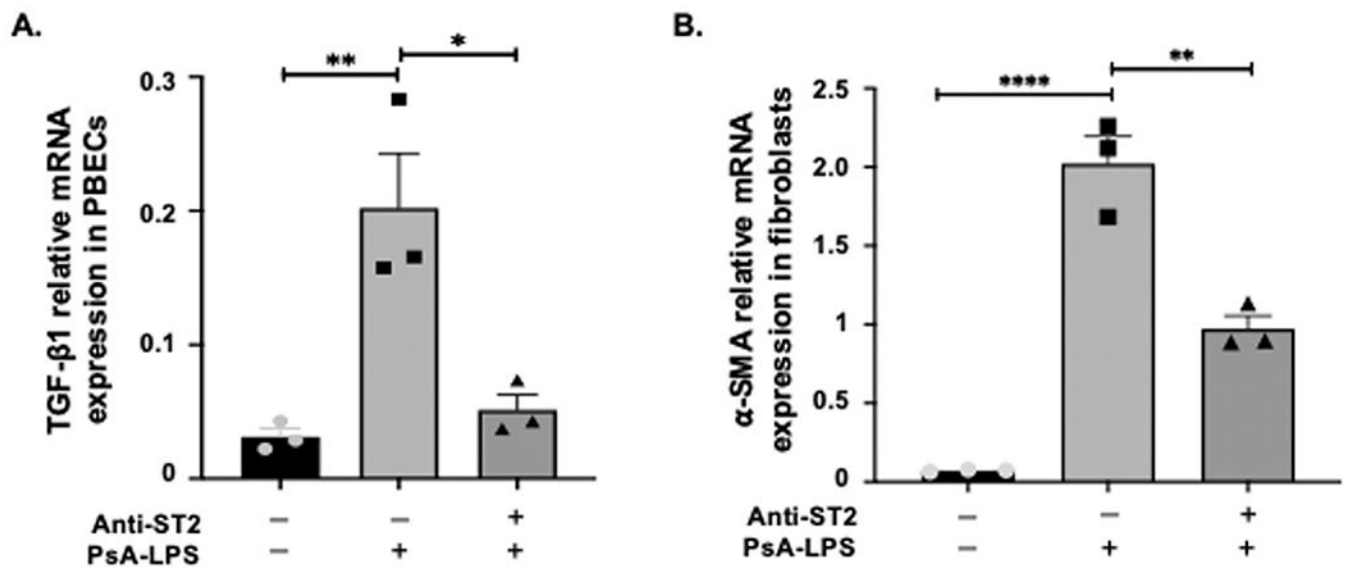 A.
** *
TGF-β1 relative mRNA
expression in PBECs
0.3
0.2
0.1
0
Anti-ST2 – – +
PsA-LPS – + +
B.
**** **
α-SMA relative mRNA
expression in fibroblasts
2.5
2.0
1.5
1
0.5
0
Anti-ST2 – – +
PsA-LPS – + +